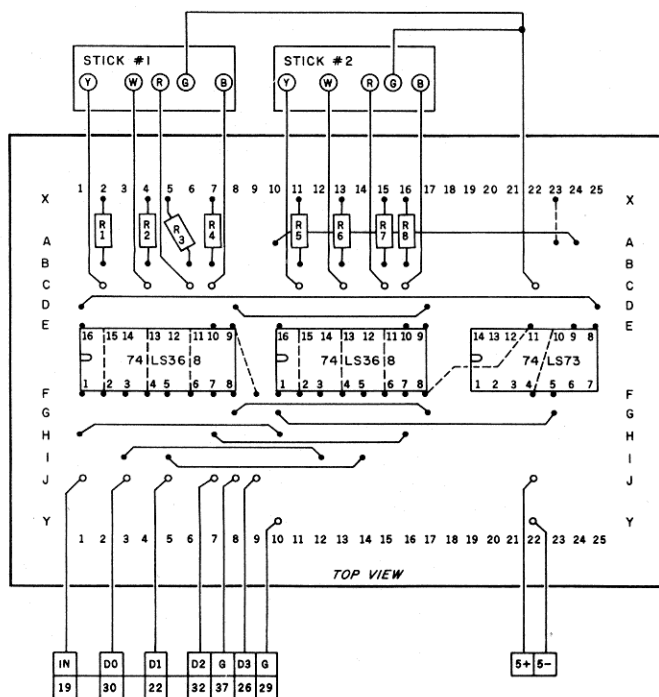 STICK #1
Y W R G B
STICK #2
Y W R G B
1 2 3 4 5 6 7 8 9 10 11 12 13 14 15 16 17 18 19 20 21 22 23 24 25
X X
R1 R2 R3 R4 R5 R6 R7 R8
A A
B B
C C
D D
E E
16 15 14 13 12 11 10 9
74LS368
1 2 3 4 5 6 7 8
16 15 14 13 12 11 10 9
74LS368
1 2 3 4 5 6 7 8
14 13 12 11 10 9 8
74LS73
1 2 3 4 5 6 7
F F
G G
H H
I I
J J
Y Y
1 2 3 4 5 6 7 8 9 10 11 12 13 14 15 16 17 18 19 20 21 22 23 24 25
TOP VIEW
IN D0 D1 D2 G D3 G 5+ 5-
19 30 22 32 37 26 29